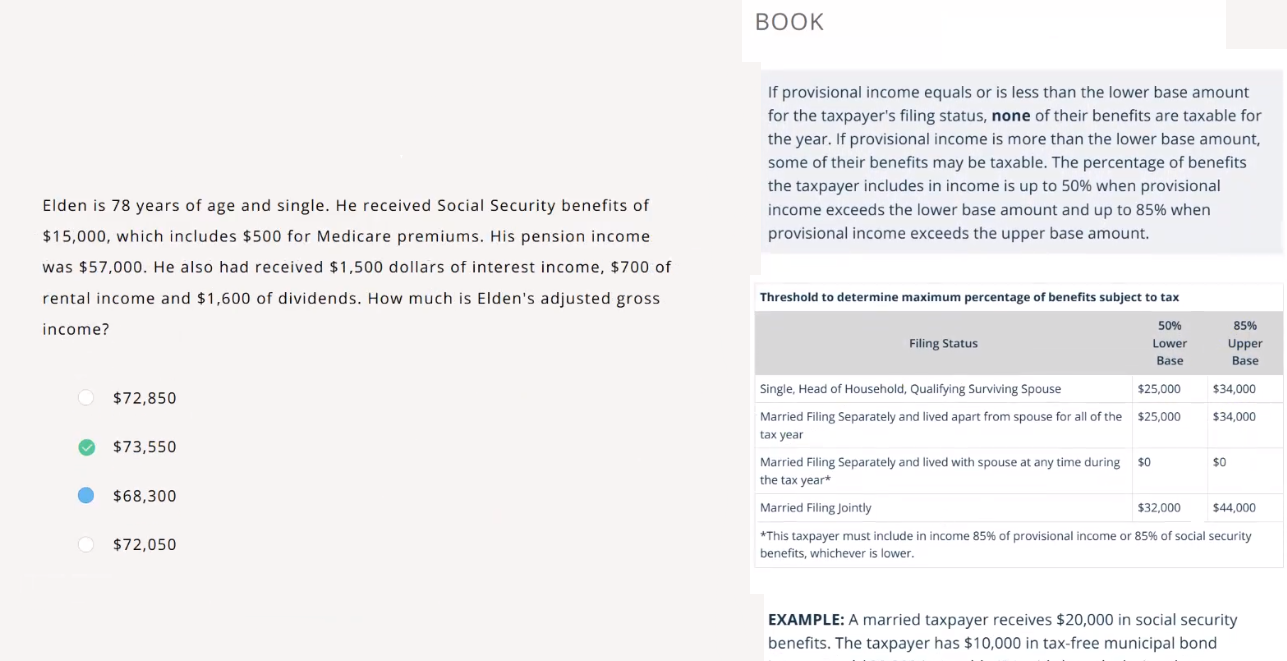 Elden is 78 years of age and single. He received Social Security benefits of
$15,000, which includes $500 for Medicare premiums. His pension income
was $57,000. He also had received $1,500 dollars of interest income, $700 of
rental income and $1,600 of dividends. How much is Elden's adjusted gross
income?
$72,850
$73,550
$68,300
$72,050
BOOK
If provisional income equals or is less than the lower base amount
for the taxpayer's filing status, none of their benefits are taxable for
the year. If provisional income is more than the lower base amount,
some of their benefits may be taxable. The percentage of benefits
the taxpayer includes in income is up to 50% when provisional
income exceeds the lower base amount and up to 85% when
provisional income exceeds the upper base amount.
Threshold to determine maximum percentage of benefits subject to tax
Filing Status 50% Lower Base 85% Upper Base
Single, Head of Household, Qualifying Surviving Spouse $25,000 $34,000
Married Filing Separately and lived apart from spouse for all of the $25,000 $34,000
tax year
Married Filing Separately and lived with spouse at any time during $0 $0
the tax year*
Married Filing Jointly $32,000 $44,000
*This taxpayer must include in income 85% of provisional income or 85% of social security
benefits, whichever is lower.
EXAMPLE: A married taxpayer receives $20,000 in social security
benefits. The taxpayer has $10,000 in tax-free municipal bond